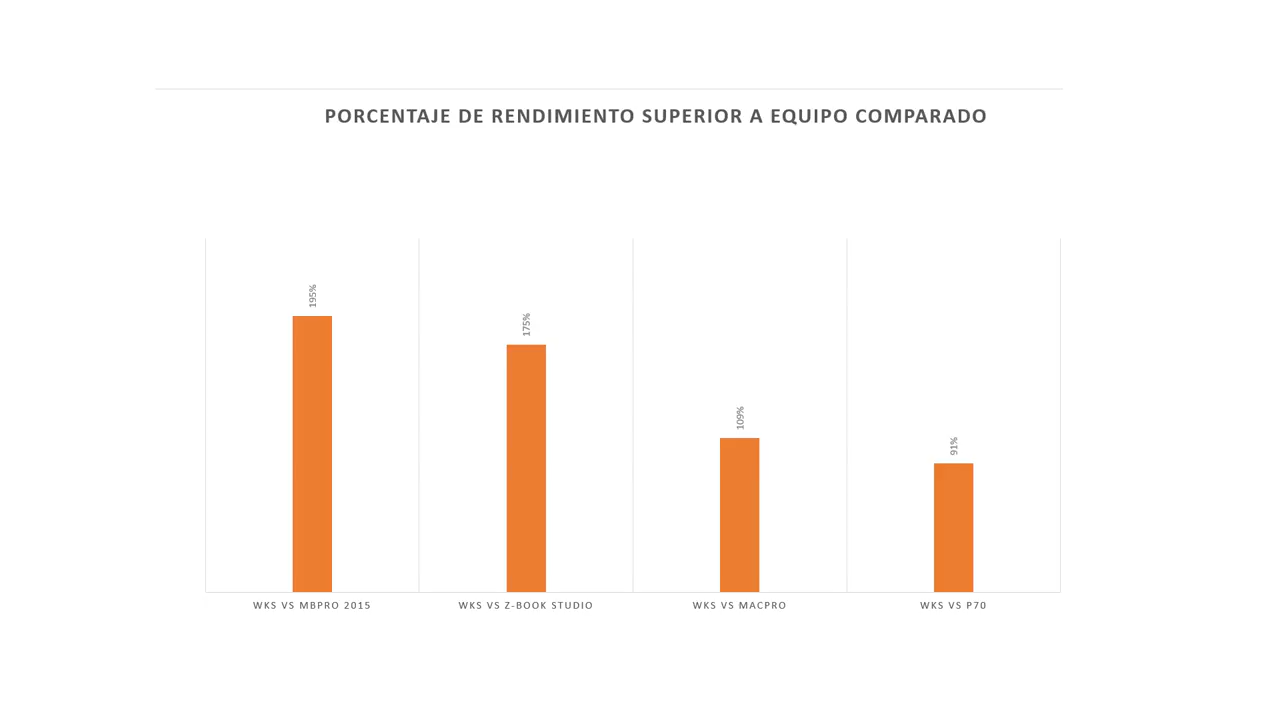 PORCENTAJE DE RENDIMIENTO SUPERIOR A EQUIPO COMPARADO
195%
175%
109%
91%
WKS VS MBPRO 2015
WKS VS Z-BOOK STUDIO
WKS VS MACPRO
WKS VS P70